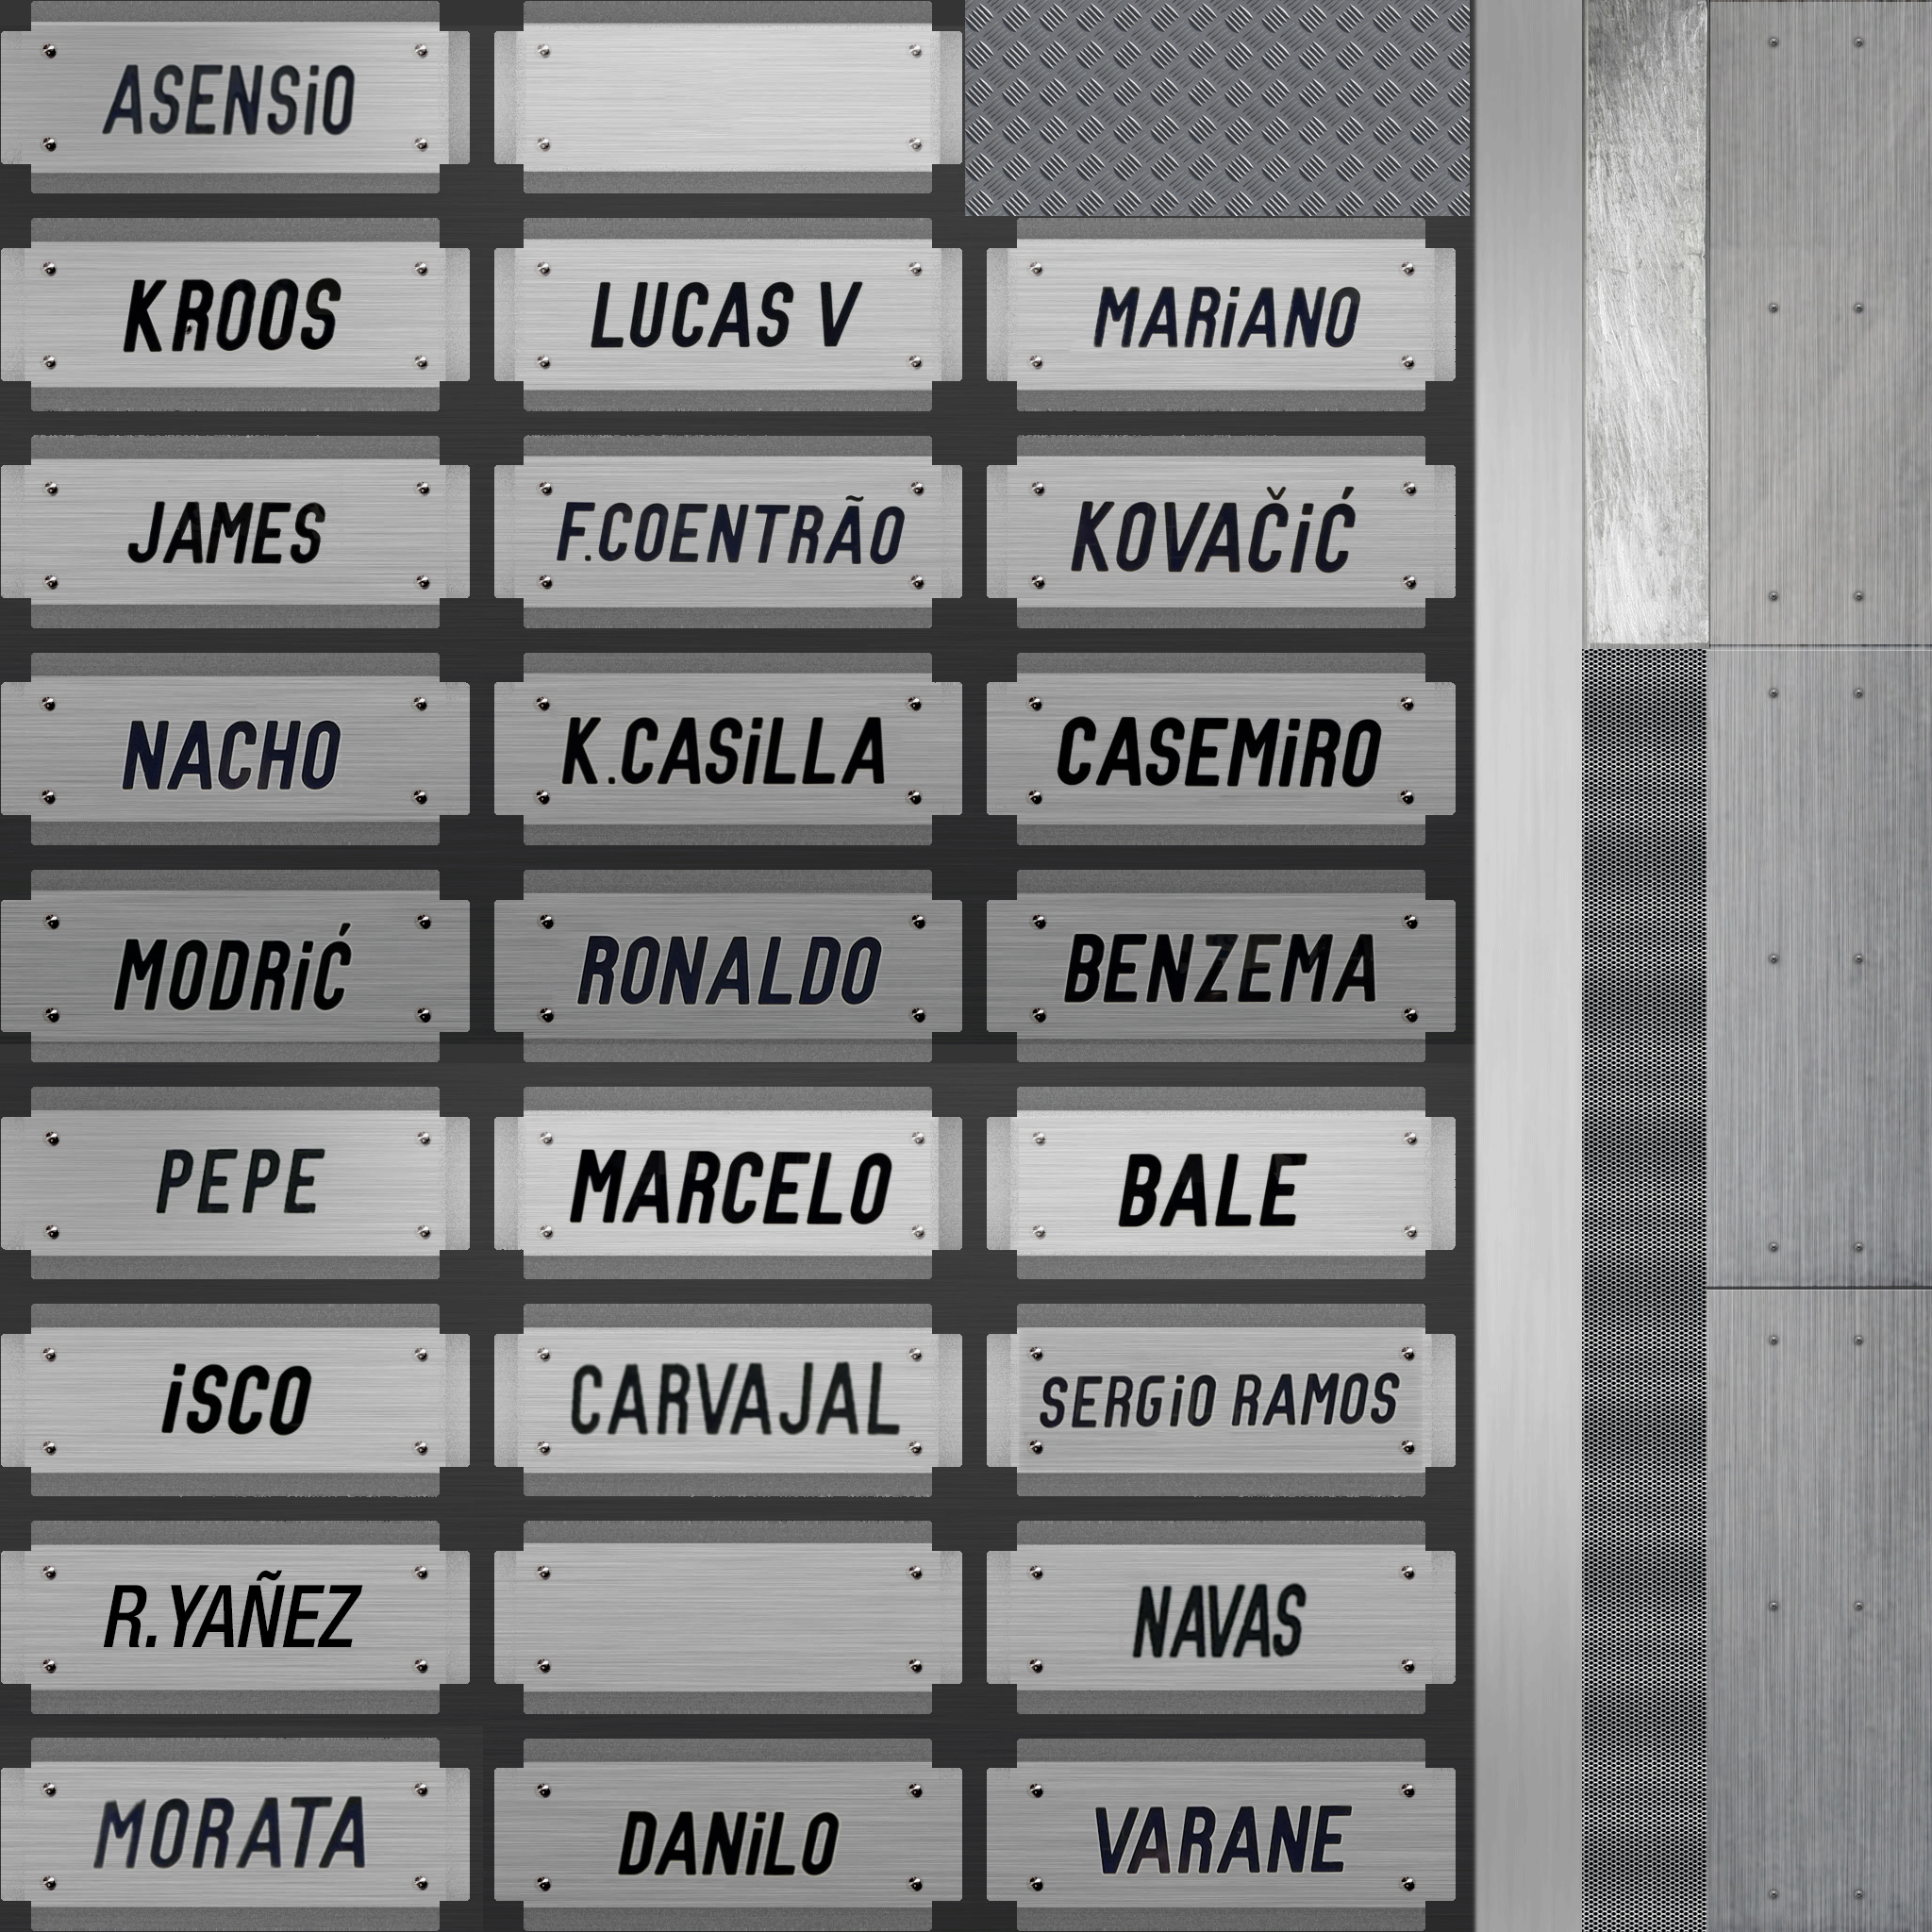 ASENSiO
KROOS
LUCAS V
MARiANO
JAMES
F.COENTRÃO
KOVAČiĆ
NACHO
K.CASiLLA
CASEMiRO
MODRiĆ
RONALDO
BENZEMA
PEPE
MARCELO
BALE
iSCO
CARVAJAL
SERGiO RAMOS
R.YAÑEZ
NAVAS
MORATA
DANiLO
VARANE